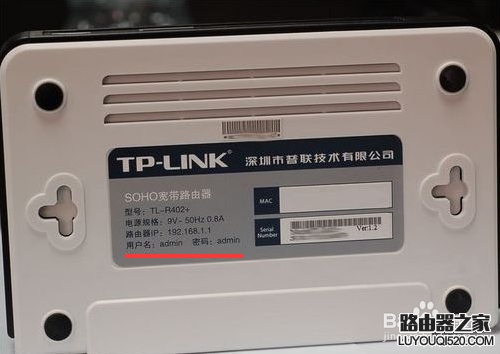 TP-LINK 深圳市普联技术有限公司
SOHO宽带路由器
型号：TL-R402+
电源规格：9V⎓50Hz 0.8A
路由器IP：192.168.1.1
用户名：admin 密码：admin
MAC
Serial Number
Ver:1.2
路由器之家
LUYOUQI520.COM